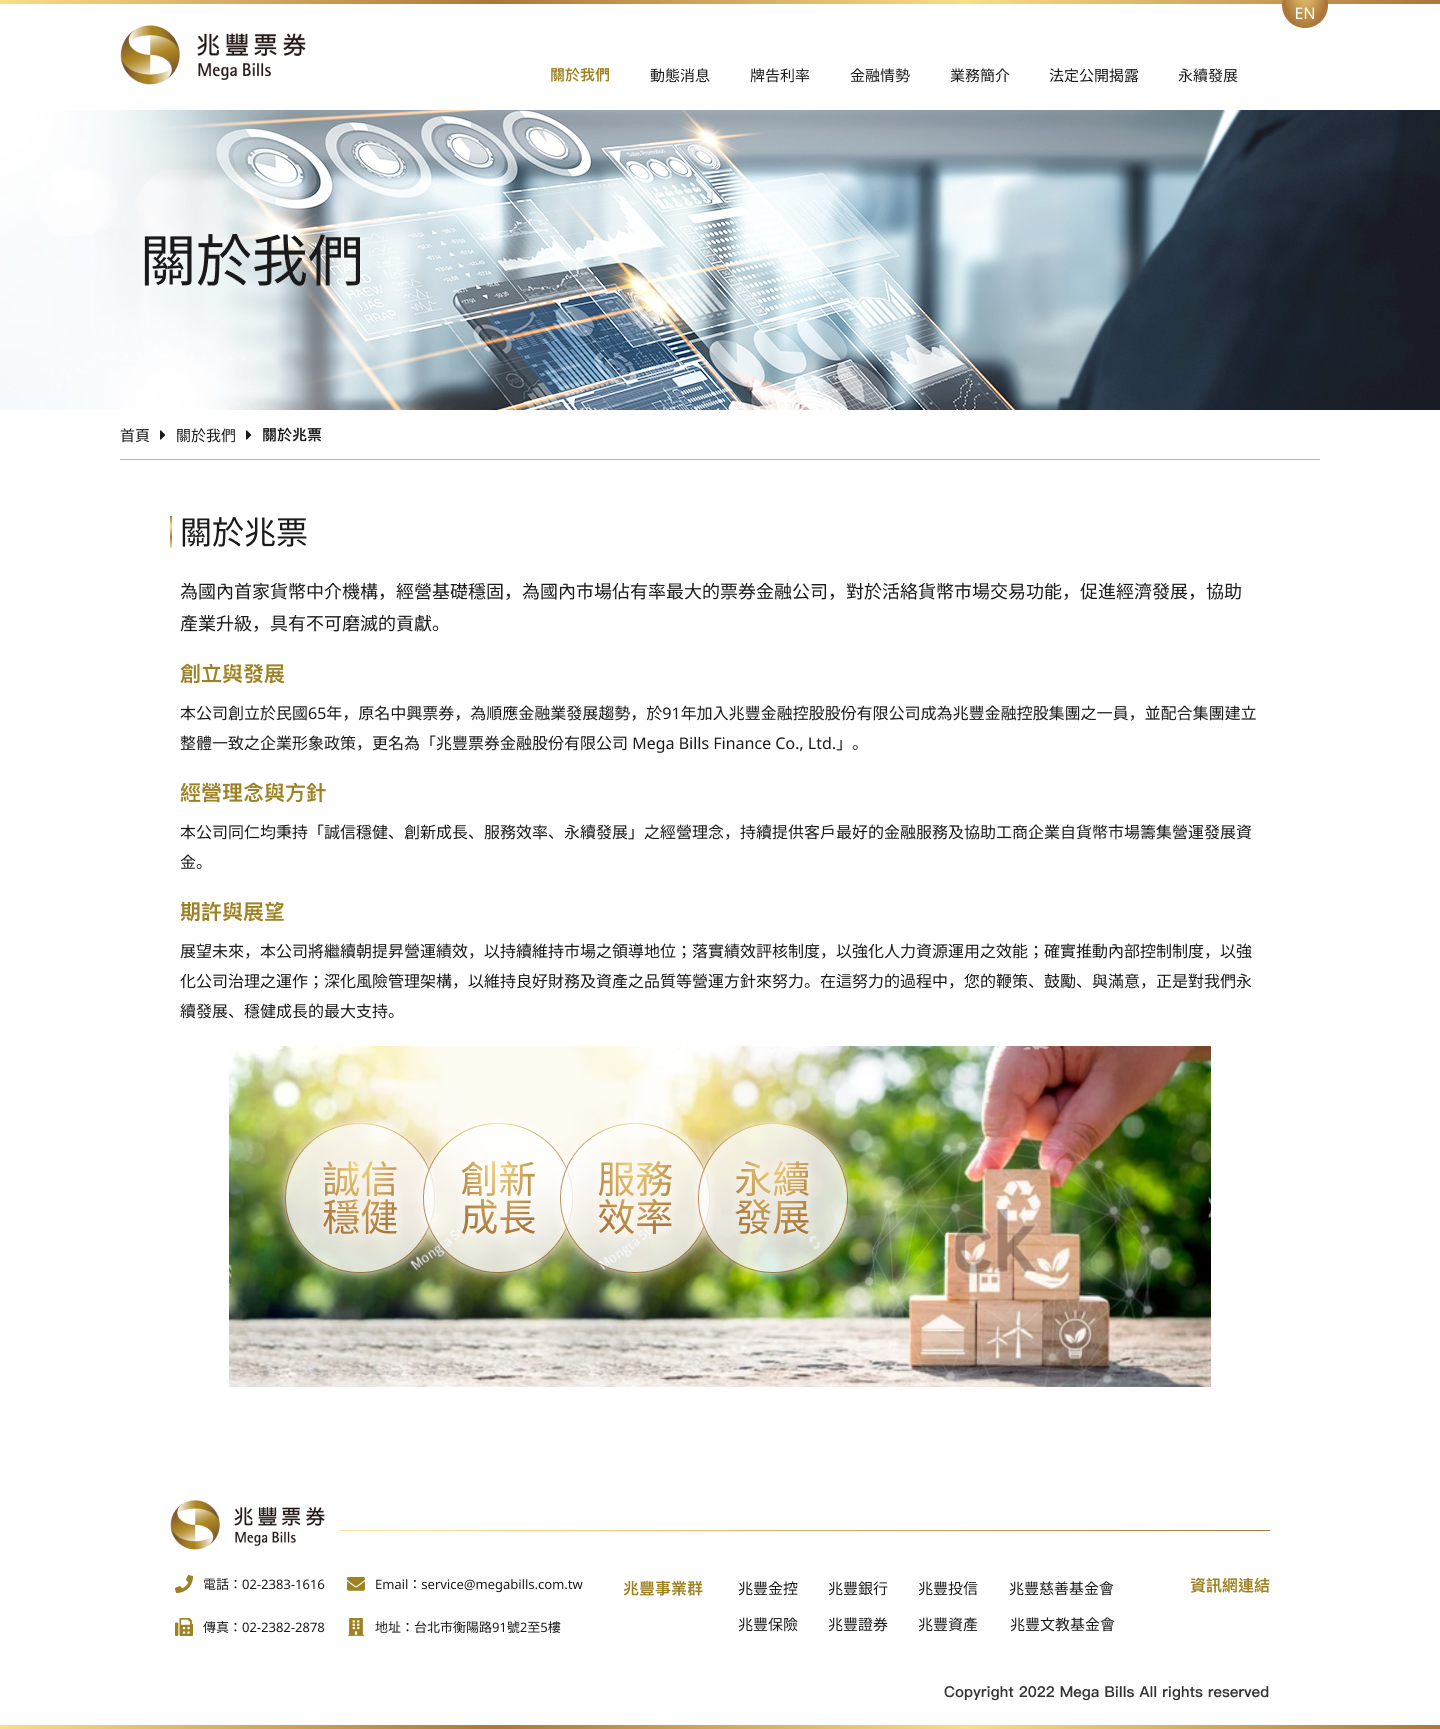 EN
兆豐票券
Mega Bills
關於我們 動態消息 牌告利率 金融情勢 業務簡介 法定公開揭露 永續發展
關於我們
首頁 關於我們 關於兆票
關於兆票
為國內首家貨幣中介機構，經營基礎穩固，為國內市場佔有率最大的票券金融公司，對於活絡貨幣市場交易功能，促進經濟發展，協助
產業升級，具有不可磨滅的貢獻。
創立與發展
本公司創立於民國65年，原名中興票券，為順應金融業發展趨勢，於91年加入兆豐金融控股股份有限公司成為兆豐金融控股集團之一員，並配合集團建立
整體一致之企業形象政策，更名為「兆豐票券金融股份有限公司 Mega Bills Finance Co., Ltd.」。
經營理念與方針
本公司同仁均秉持「誠信穩健、創新成長、服務效率、永續發展」之經營理念，持續提供客戶最好的金融服務及協助工商企業自貨幣市場籌集營運發展資
金。
期許與展望
展望未來，本公司將繼續朝提昇營運績效，以持續維持市場之領導地位；落實績效評核制度，以強化人力資源運用之效能；確實推動內部控制制度，以強
化公司治理之運作；深化風險管理架構，以維持良好財務及資產之品質等營運方針來努力。在這努力的過程中，您的鞭策、鼓勵、與滿意，正是對我們永
續發展、穩健成長的最大支持。
誠信 創新 服務 永續
穩健 成長 效率 發展
ck
兆豐票券
Mega Bills
電話：02-2383-1616 Email：service@megabills.com.tw
傳真：02-2382-2878 地址：台北市衡陽路91號2至5樓
兆豐事業群 兆豐金控 兆豐銀行 兆豐投信 兆豐慈善基金會
兆豐保險 兆豐證券 兆豐資產 兆豐文教基金會
資訊網連結
Copyright 2022 Mega Bills All rights reserved